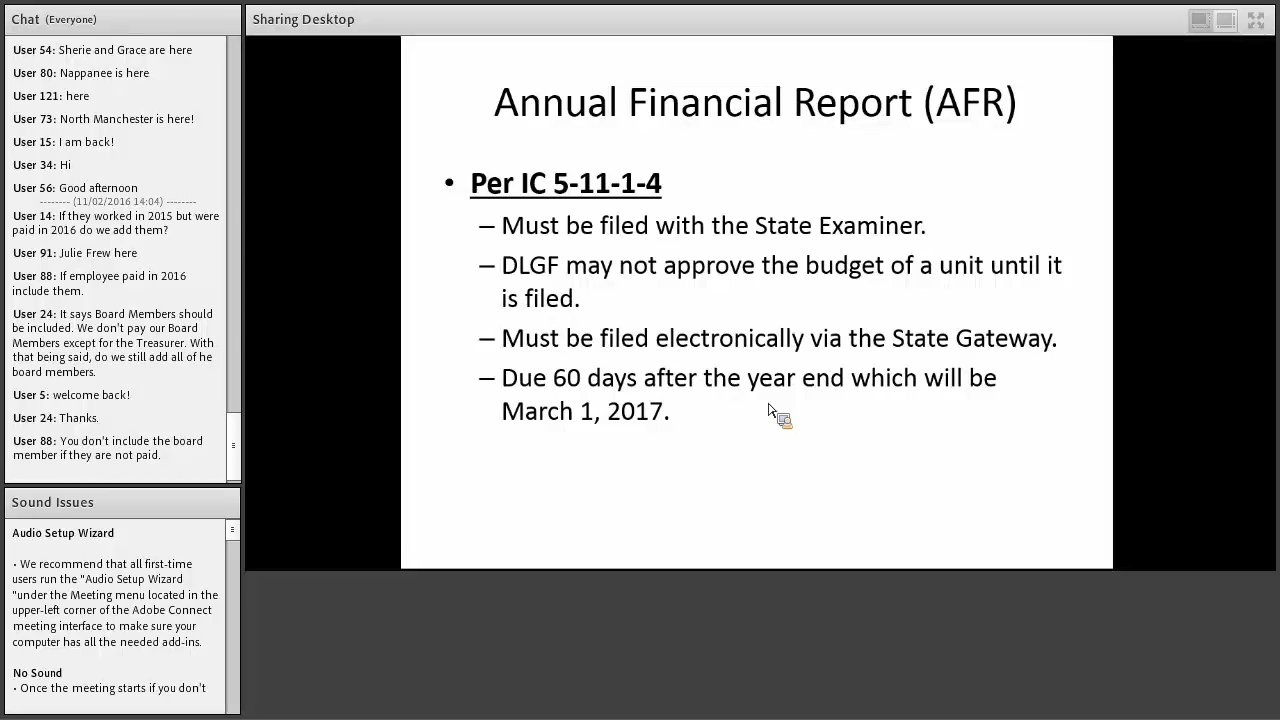 Chat (Everyone)
User 54: Sherie and Grace are here
User 80: Nappanee is here
User 121: here
User 73: North Manchester is here!
User 15: I am back!
User 34: Hi
User 56: Good afternoon
-------- (11/02/2016 14:04) --------
User 14: If they worked in 2015 but were
paid in 2016 do we add them?
User 91: Julie Frew here
User 88: If employee paid in 2016
include them.
User 24: It says Board Members should
be included. We don't pay our Board
Members except for the Treasurer. With
that being said, do we still add all of he
board members.
User 5: welcome back!
User 24: Thanks.
User 88: You don't include the board
member if they are not paid.
Sound Issues
Audio Setup Wizard
• We recommend that all first-time
users run the "Audio Setup Wizard
"under the Meeting menu located in the
upper-left corner of the Adobe Connect
meeting interface to make sure your
computer has all the needed add-ins.
No Sound
• Once the meeting starts if you don't
Sharing Desktop
Annual Financial Report (AFR)
• Per IC 5-11-1-4
– Must be filed with the State Examiner.
– DLGF may not approve the budget of a unit until it
is filed.
– Must be filed electronically via the State Gateway.
– Due 60 days after the year end which will be
March 1, 2017.